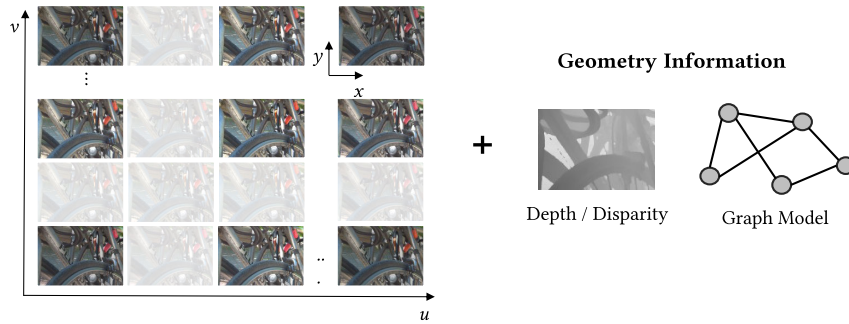 v
y
x
⋮
Geometry Information
+
Depth / Disparity
Graph Model
..
.
u